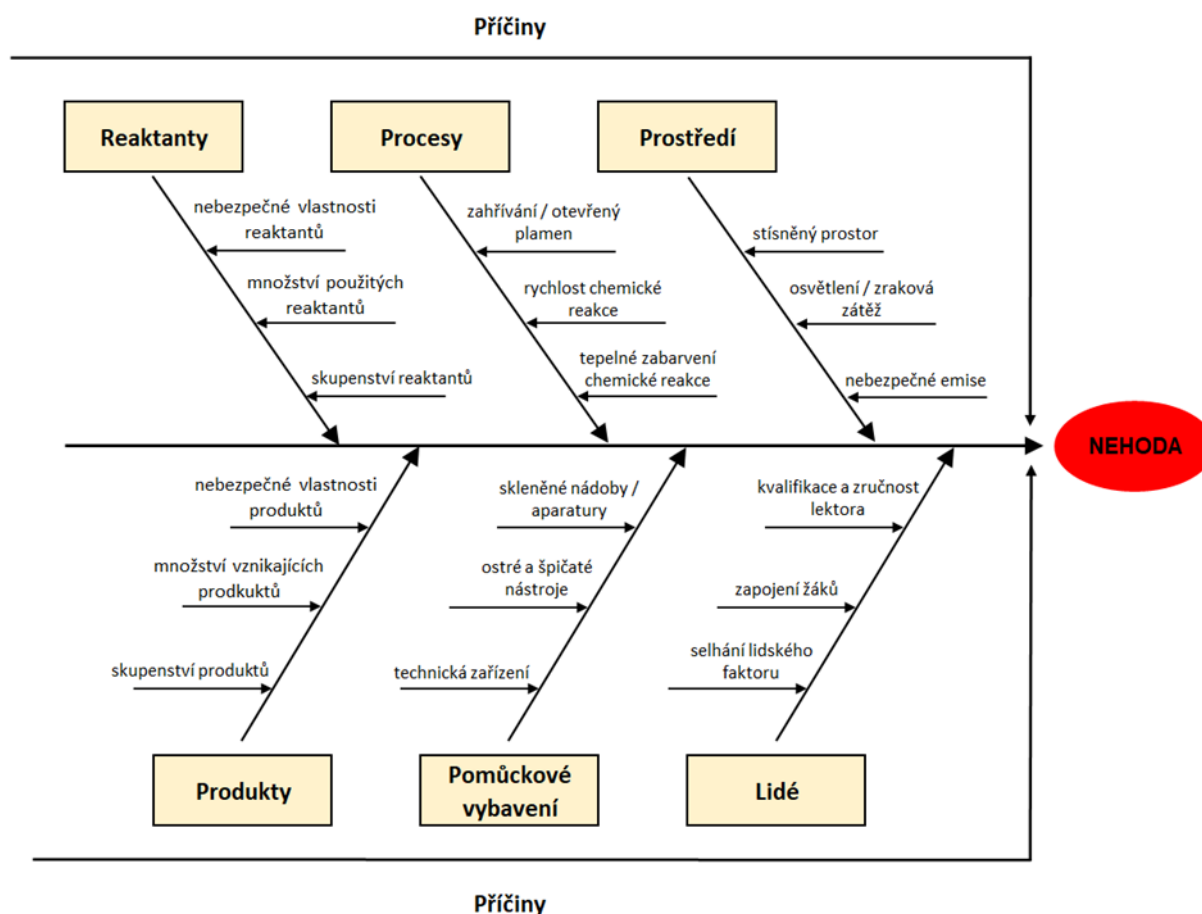 Příčiny
Reaktanty
Procesy
Prostředí
nebezpečné vlastnosti
reaktantů
množství použitých
reaktantů
skupenství reaktantů
zahřívání / otevřený
plamen
rychlost chemické
reakce
tepelné zabarvení
chemické reakce
stísněný prostor
osvětlení / zraková
zátěž
nebezpečné emise
NEHODA
nebezpečné vlastnosti
produktů
množství vznikajících
prodkuktů
skupenství produktů
skleněné nádoby /
aparatury
ostré a špičaté
nástroje
technická zařízení
kvalifikace a zručnost
lektora
zapojení žáků
selhání lidského
faktoru
Produkty
Pomůckové
vybavení
Lidé
Příčiny